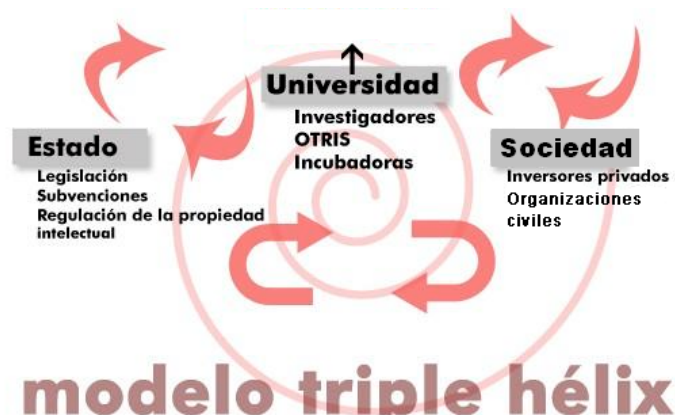 Universidad
Investigadores
OTRIS
Incubadoras
Estado
Legislación
Subvenciones
Regulación de la propiedad
intelectual
Sociedad
Inversores privados
Organizaciones
civiles
modelo triple hélix